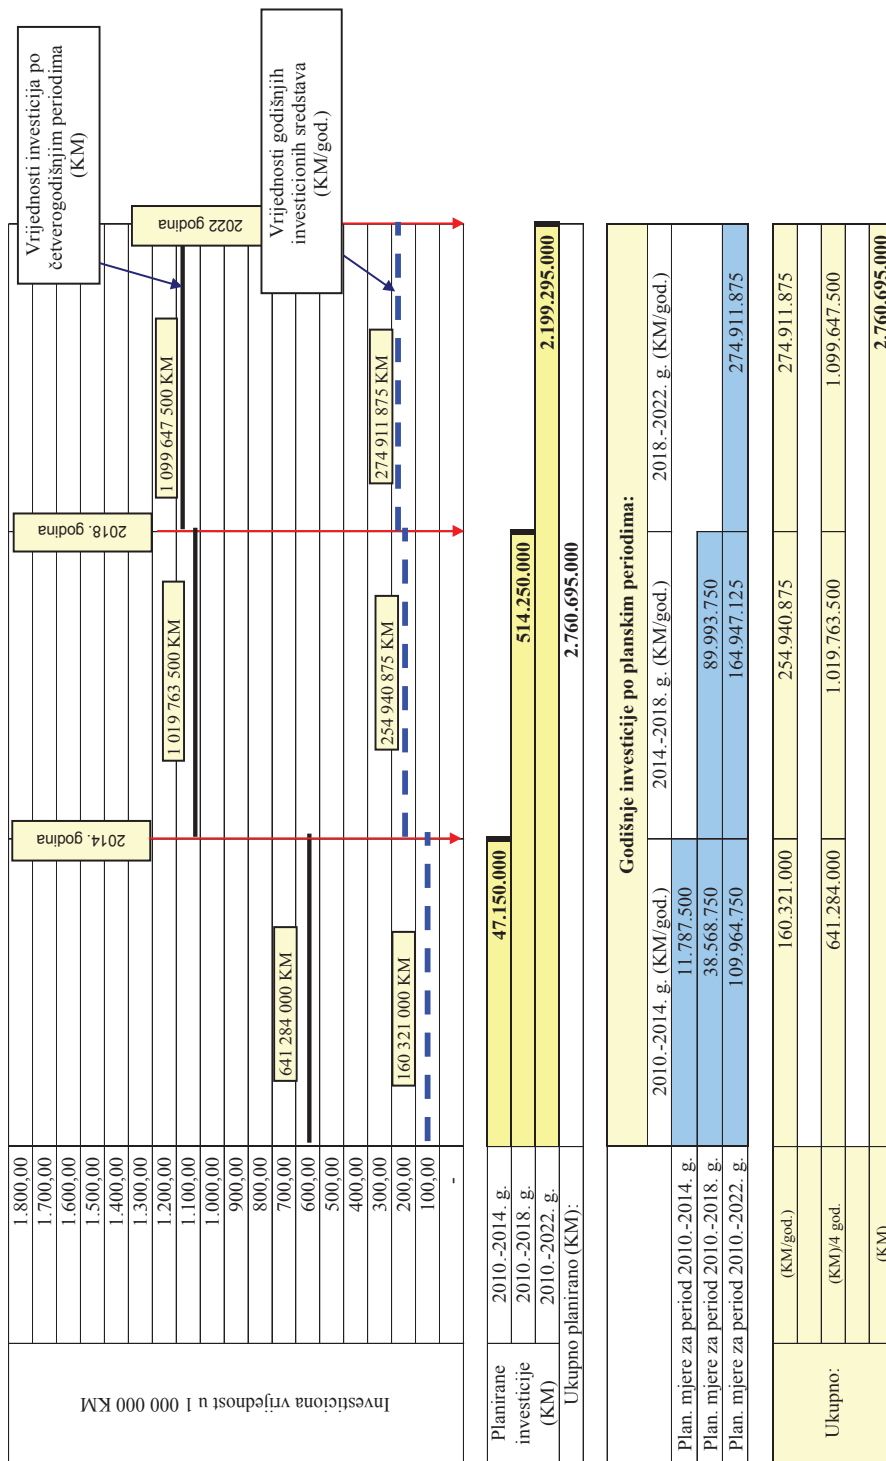 Investiciona vrijednost u 1 000 000 KM
1.800,00
1.700,00
1.600,00
1.500,00
1.400,00
1.300,00
1.200,00
1.100,00
1.000,00
900,00
800,00
700,00
600,00
500,00
400,00
300,00
200,00
100,00
-
2014. godina
2018. godina
2022 godina
Vrijednosti investicija po
četverogodišnjim periodima
(KM)
Vrijednosti godišnjih
investicionih sredstava
(KM/god.)
641 284 000 KM
1 019 763 500 KM
1 099 647 500 KM
160 321 000 KM
254 940 875 KM
274 911 875 KM
Planirane
investicije
(KM)
2010.-2014. g. 47.150.000
2010.-2018. g. 514.250.000
2010.-2022. g. 2.199.295.000
Ukupno planirano (KM): 2.760.695.000
Godišnje investicije po planskim periodima:
2010.-2014. g. (KM/god.) 2014.-2018. g. (KM/god.) 2018.-2022. g. (KM/god.)
Plan. mjere za period 2010.-2014. g. 11.787.500
Plan. mjere za period 2010.-2018. g. 38.568.750 89.993.750
Plan. mjere za period 2010.-2022. g. 109.964.750 164.947.125 274.911.875
Ukupno:
(KM/god.) 160.321.000 254.940.875 274.911.875
(KM)/4 god. 641.284.000 1.019.763.500 1.099.647.500
(KM) 2.760.695.000